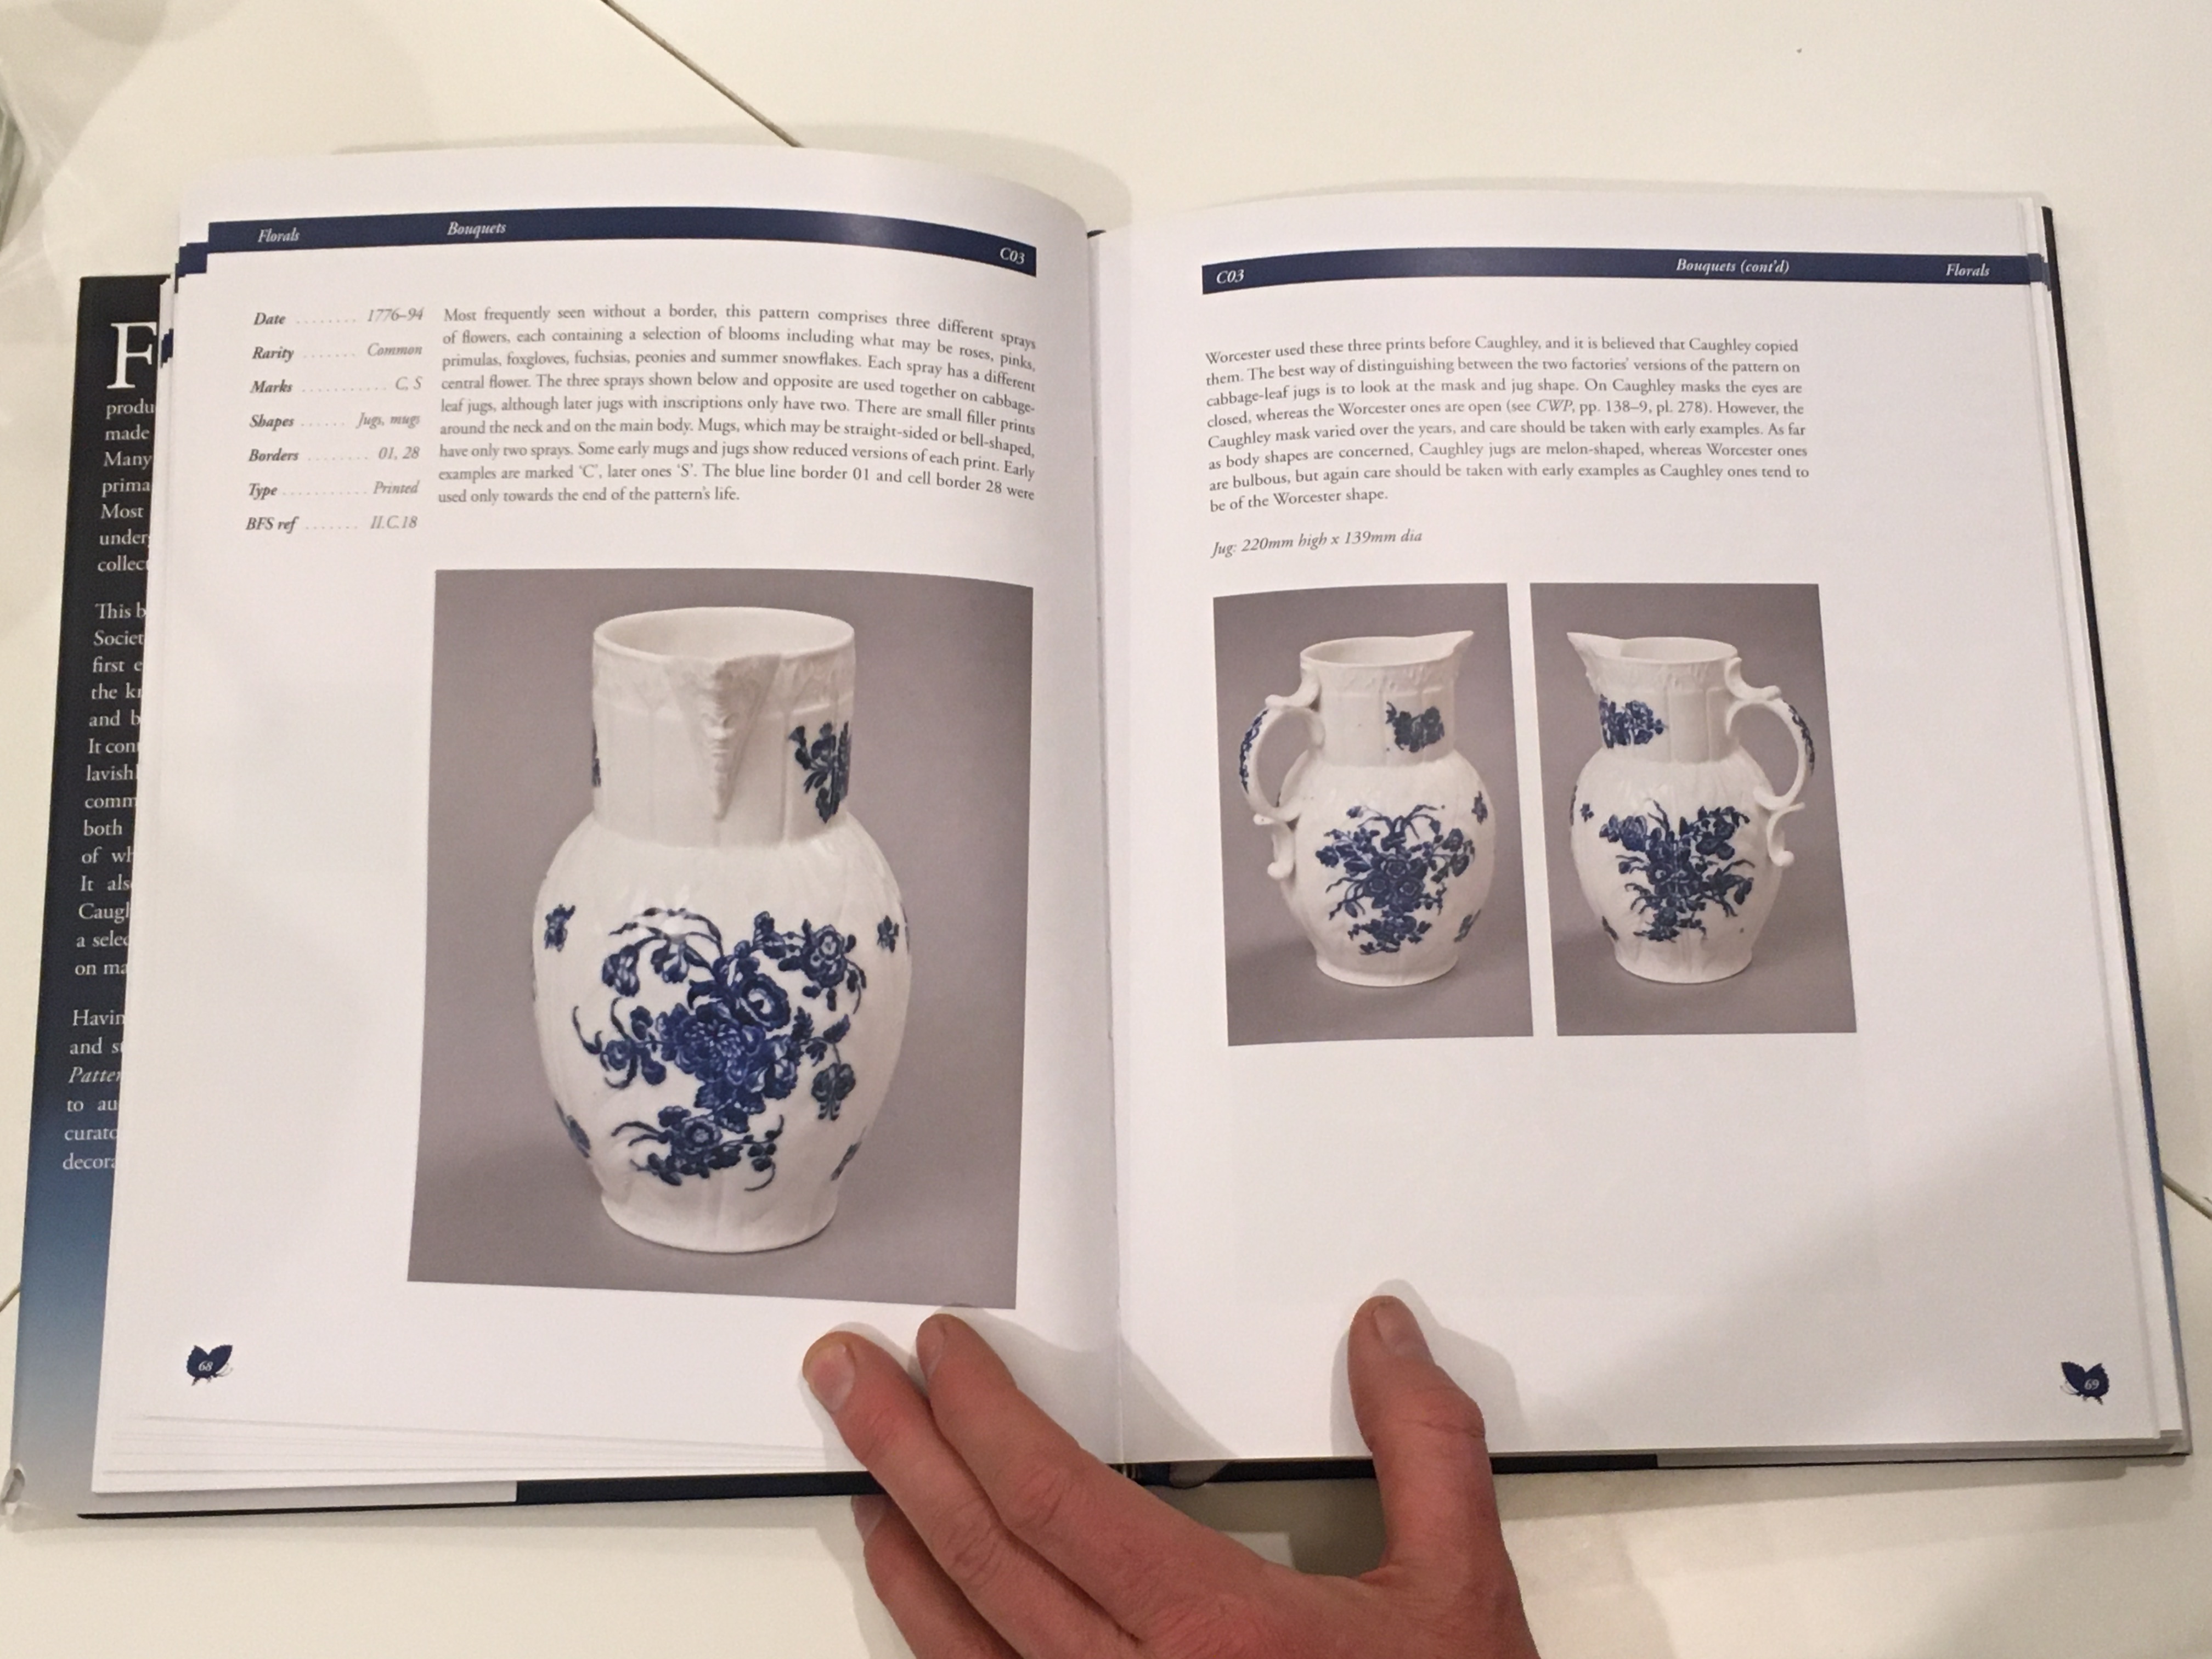 F
produ
made
Many
prima
Most
under
collec
This b
Societ
first e
the k
and b
It con
lavish
comm
both
of wh
It als
Caugh
a selec
on ma
Havin
and s
Patter
to au
curato
decora
Florals Bouquets C03
Date ........ 1776–94
Rarity ....... Common
Marks ........... C, S
Shapes ...... Jugs, mugs
Borders ........ 01, 28
Type ........... Printed
BFS ref ....... II.C.18
Most frequently seen without a border, this pattern comprises three different sprays
of flowers, each containing a selection of blooms including what may be roses, pinks,
primulas, foxgloves, fuchsias, peonies and summer snowflakes. Each spray has a different
central flower. The three sprays shown below and opposite are used together on cabbage-
leaf jugs, although later jugs with inscriptions only have two. There are small filler prints
around the neck and on the main body. Mugs, which may be straight-sided or bell-shaped,
have only two sprays. Some early mugs and jugs show reduced versions of each print. Early
examples are marked ‘C’, later ones ‘S’. The blue line border 01 and cell border 28 were
used only towards the end of the pattern’s life.
68
C03 Bouquets (cont’d) Florals
Worcester used these three prints before Caughley, and it is believed that Caughley copied
them. The best way of distinguishing between the two factories’ versions of the pattern on
cabbage-leaf jugs is to look at the mask and jug shape. On Caughley masks the eyes are
closed, whereas the Worcester ones are open (see CWP, pp. 138–9, pl. 278). However, the
Caughley mask varied over the years, and care should be taken with early examples. As far
as body shapes are concerned, Caughley jugs are melon-shaped, whereas Worcester ones
are bulbous, but again care should be taken with early examples as Caughley ones tend to
be of the Worcester shape.
Jug: 220mm high x 139mm dia
69